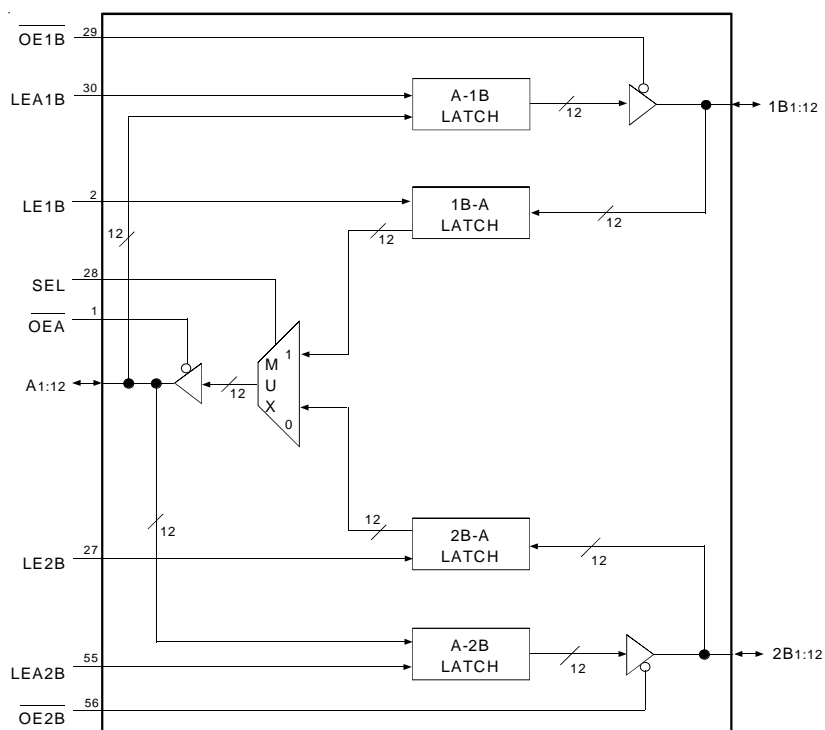 OE1B 29
LEA1B 30
A-1B
LATCH
12
1B1:12
LE1B 2
1B-A
LATCH
12
12
12
SEL 28
OEA 1
A1:12
12
M
U
X
1
0
12
12
2B-A
LATCH
12
LE2B 27
A-2B
LATCH
12
2B1:12
LEA2B 55
OE2B 56